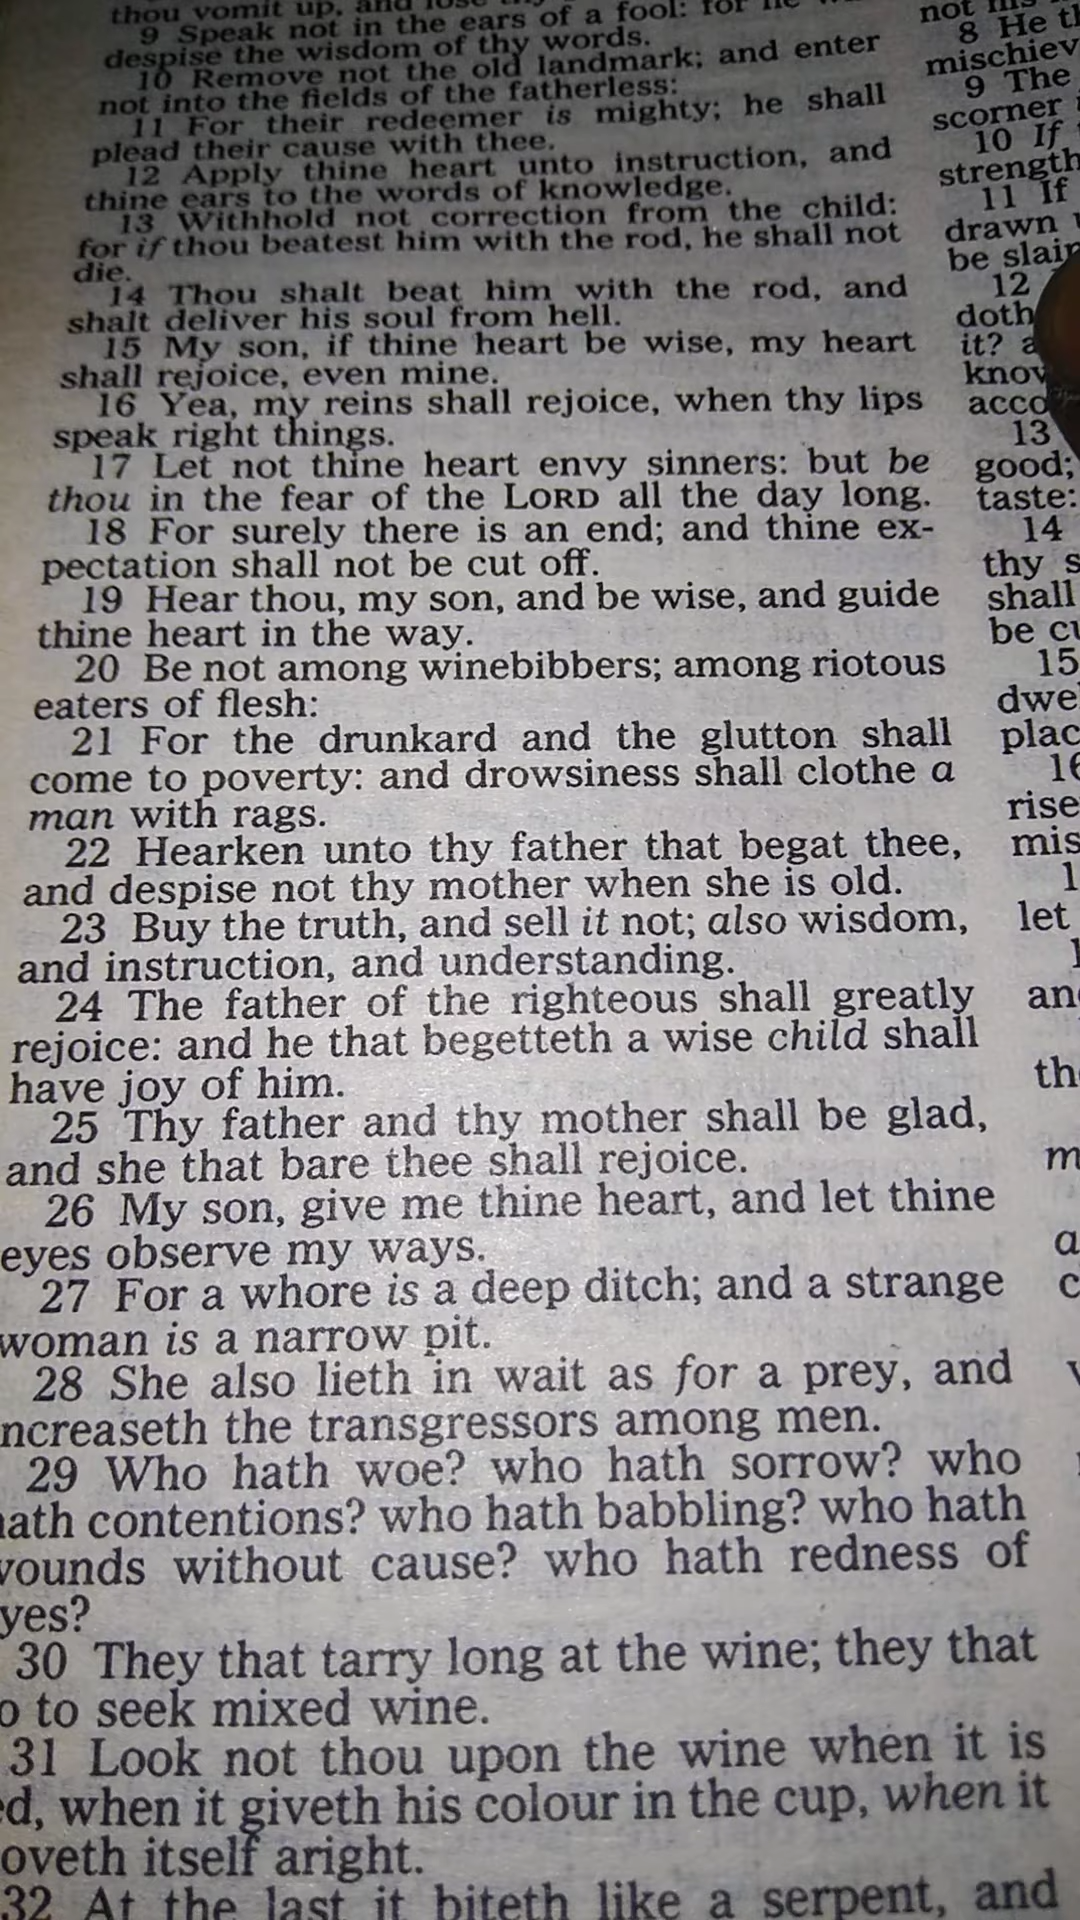 thou vomit up, and lose
9 Speak not in the ears of a fool: for he
despise the wisdom of thy words.
10 Remove not the old landmark; and enter
not into the fields of the fatherless:
11 For their redeemer is mighty; he shall
plead their cause with thee.
12 Apply thine heart unto instruction, and
thine ears to the words of knowledge.
13 Withhold not correction from the child:
for if thou beatest him with the rod, he shall not
die.
14 Thou shalt beat him with the rod, and
shalt deliver his soul from hell.
15 My son, if thine heart be wise, my heart
shall rejoice, even mine.
16 Yea, my reins shall rejoice, when thy lips
speak right things.
17 Let not thine heart envy sinners: but be
thou in the fear of the LORD all the day long.
18 For surely there is an end; and thine ex-
pectation shall not be cut off.
19 Hear thou, my son, and be wise, and guide
thine heart in the way.
20 Be not among winebibbers; among riotous
eaters of flesh:
21 For the drunkard and the glutton shall
come to poverty: and drowsiness shall clothe a
man with rags.
22 Hearken unto thy father that begat thee,
and despise not thy mother when she is old.
23 Buy the truth, and sell it not; also wisdom,
and instruction, and understanding.
24 The father of the righteous shall greatly
rejoice: and he that begetteth a wise child shall
have joy of him.
25 Thy father and thy mother shall be glad,
and she that bare thee shall rejoice.
26 My son, give me thine heart, and let thine
eyes observe my ways.
27 For a whore is a deep ditch; and a strange
woman is a narrow pit.
28 She also lieth in wait as for a prey, and
ncreaseth the transgressors among men.
29 Who hath woe? who hath sorrow? who
ath contentions? who hath babbling? who hath
ounds without cause? who hath redness of
yes?
30 They that tarry long at the wine; they that
o to seek mixed wine.
31 Look not thou upon the wine when it is
d, when it giveth his colour in the cup, when it
oveth itself aright.
32 At the last it biteth like a serpent, and
not his
8 He th
mischiev
9 The
scorner
10 If
strength
11 If
drawn
be slain
12
doth
it? a
know
acco
13
good;
taste:
14
thy s
shall
be cu
15
dwe
plac
16
rise
mis
1
let
1
an
th
m
a
c